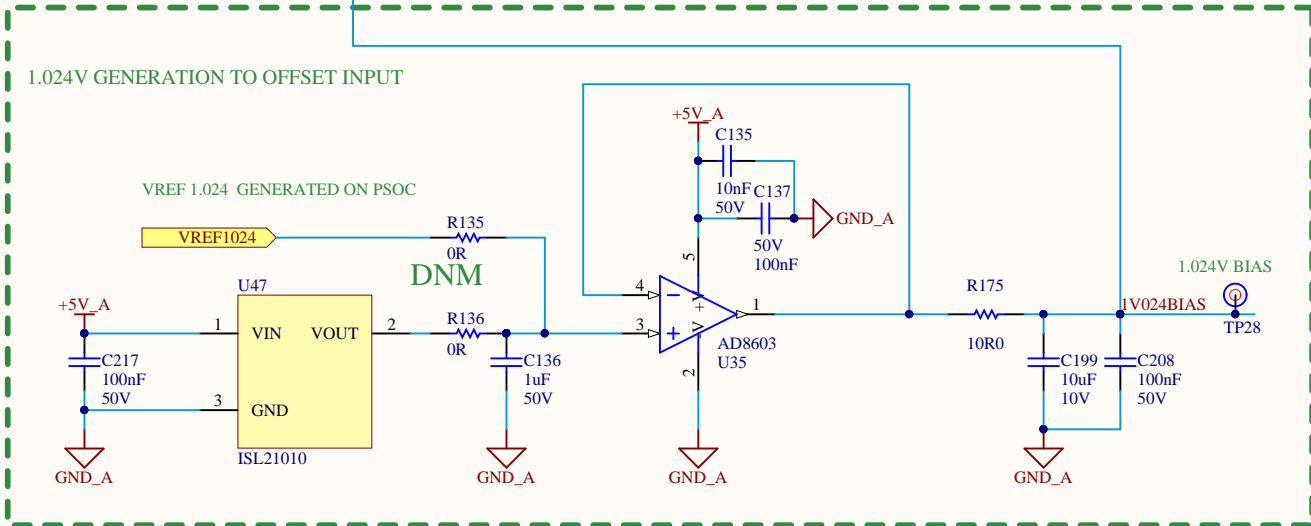 1.024V GENERATION TO OFFSET INPUT
+5V_A
C135
10nF
50V
C137
50V
100nF
GND_A
VREF 1.024 GENERATED ON PSOC
VREF1024
R135
0R
DNM
U47
+5V_A
1
VIN
VOUT
2
C217
100nF
50V
3
GND
ISL21010
GND_A
R136
0R
C136
1uF
50V
GND_A
5
4
3
+V
V
1
2
AD8603
U35
GND_A
R175
10R0
1.024V BIAS
1V024BIAS
TP28
C199
10uF
10V
C208
100nF
50V
GND_A